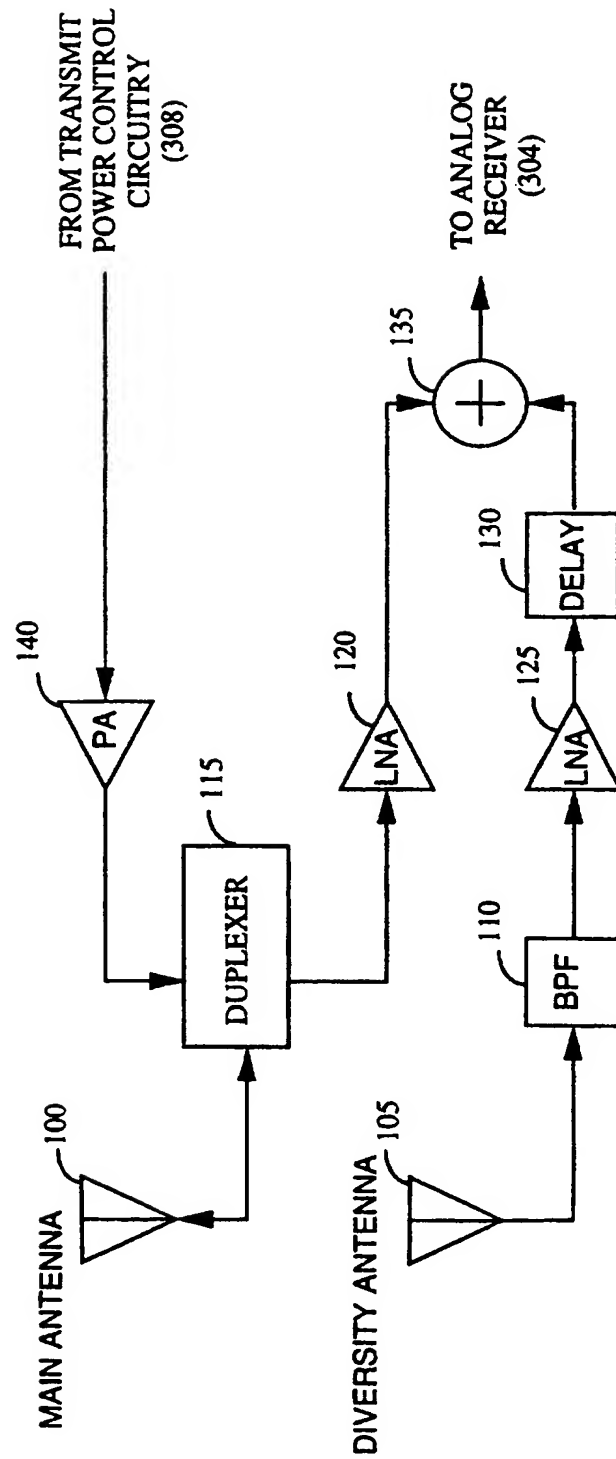 MAIN ANTENNA
100
DUPLEXER
115
PA
140
FROM TRANSMIT
POWER CONTROL
CIRCUITRY
(308)
LNA
120
135
+
TO ANALOG
RECEIVER
(304)
DIVERSITY ANTENNA
105
BPF
110
LNA
125
DELAY
130